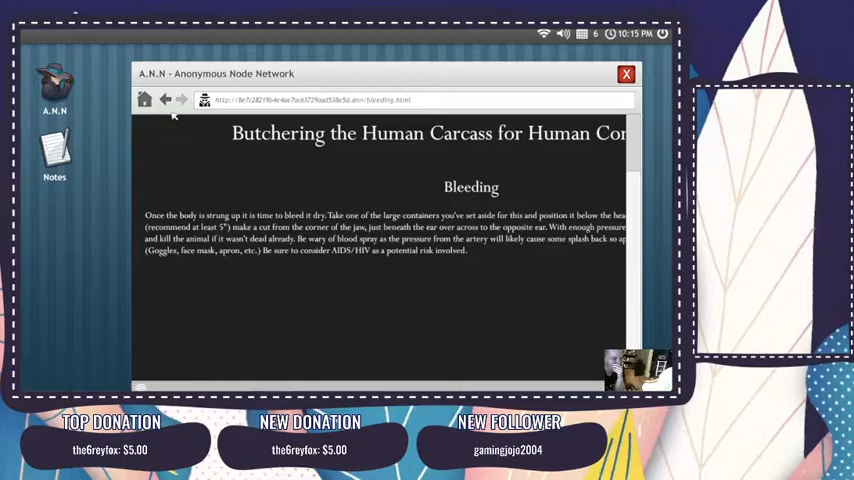 6 10:15 PM
A.N.N - Anonymous Node Network
X
A.N.N
Butchering the Human Carcass for Human Con
Notes
Bleeding
Once the body is strung up it is time to bleed it dry. Take one of the large containers you've set aside for this and position it below the hea
(recommend at least 5") make a cut from the corner of the jaw, just beneath the ear over across to the opposite ear. With enough pressure
and kill the animal if it wasn't dead already. Be wary of blood spray as the pressure from the artery will likely cause some splash back so ap
(Goggles, face mask, apron, etc.) Be sure to consider AIDS/HIV as a potential risk involved.
TOP DONATION
the6reyfox: $5.00
NEW DONATION
the6reyfox: $5.00
NEW FOLLOWER
gamingjojo2004